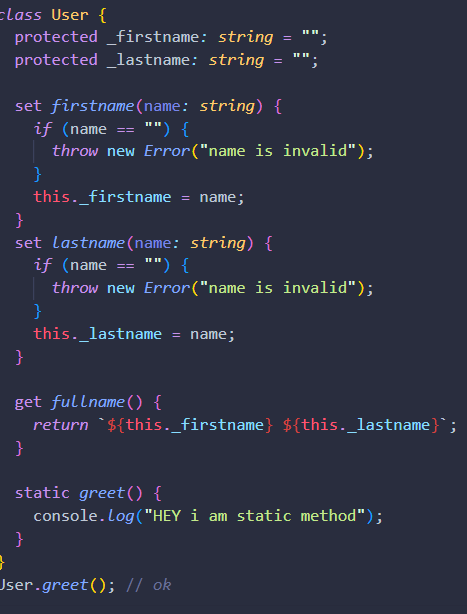 class User {
  protected _firstname: string = "";
  protected _lastname: string = "";

  set firstname(name: string) {
    if (name == "") {
      throw new Error("name is invalid");
    }
    this._firstname = name;
  }
  set lastname(name: string) {
    if (name == "") {
      throw new Error("name is invalid");
    }
    this._lastname = name;
  }

  get fullname() {
    return `${this._firstname} ${this._lastname}`;
  }

  static greet() {
    console.log("HEY i am static method");
  }
}
User.greet(); // ok